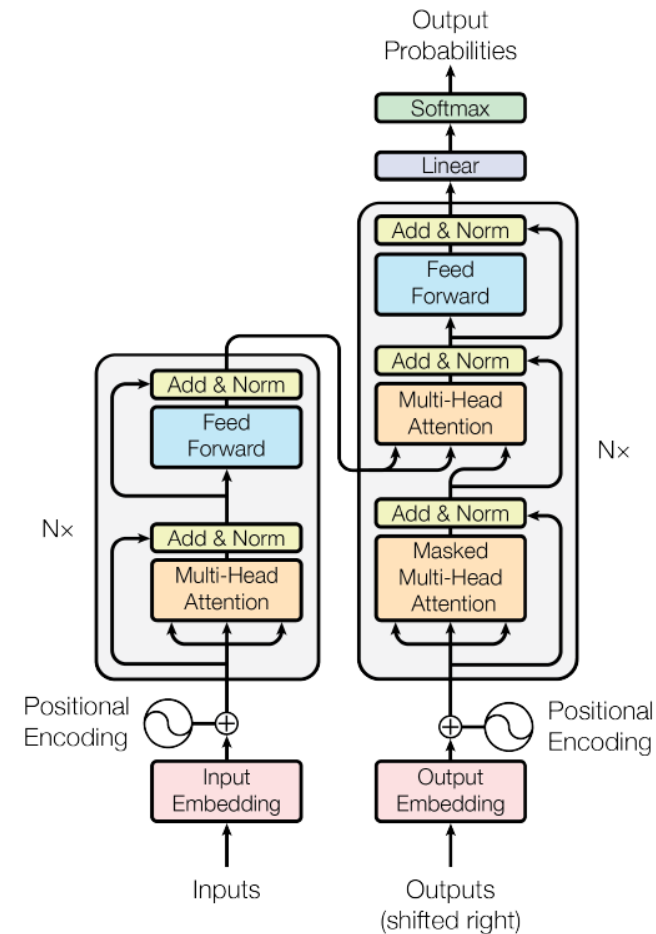 Output
Probabilities
Softmax
Linear
Add & Norm
Feed
Forward
Add & Norm
Multi-Head
Attention
Add & Norm
Masked
Multi-Head
Attention
Nx
Add & Norm
Feed
Forward
Add & Norm
Multi-Head
Attention
Nx
Positional
Encoding
Input
Embedding
Inputs
Positional
Encoding
Output
Embedding
Outputs
(shifted right)